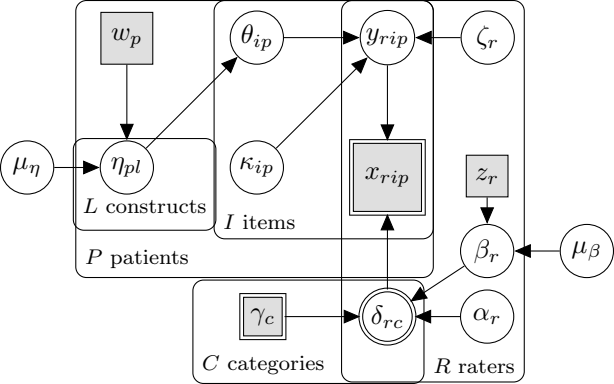 w_p θ_ip y_rip ζ_r
μ_η η_pl κ_ip x_rip z_r
L constructs
I items
P patients
β_r μ_β
γ_c δ_rc α_r
C categories
R raters